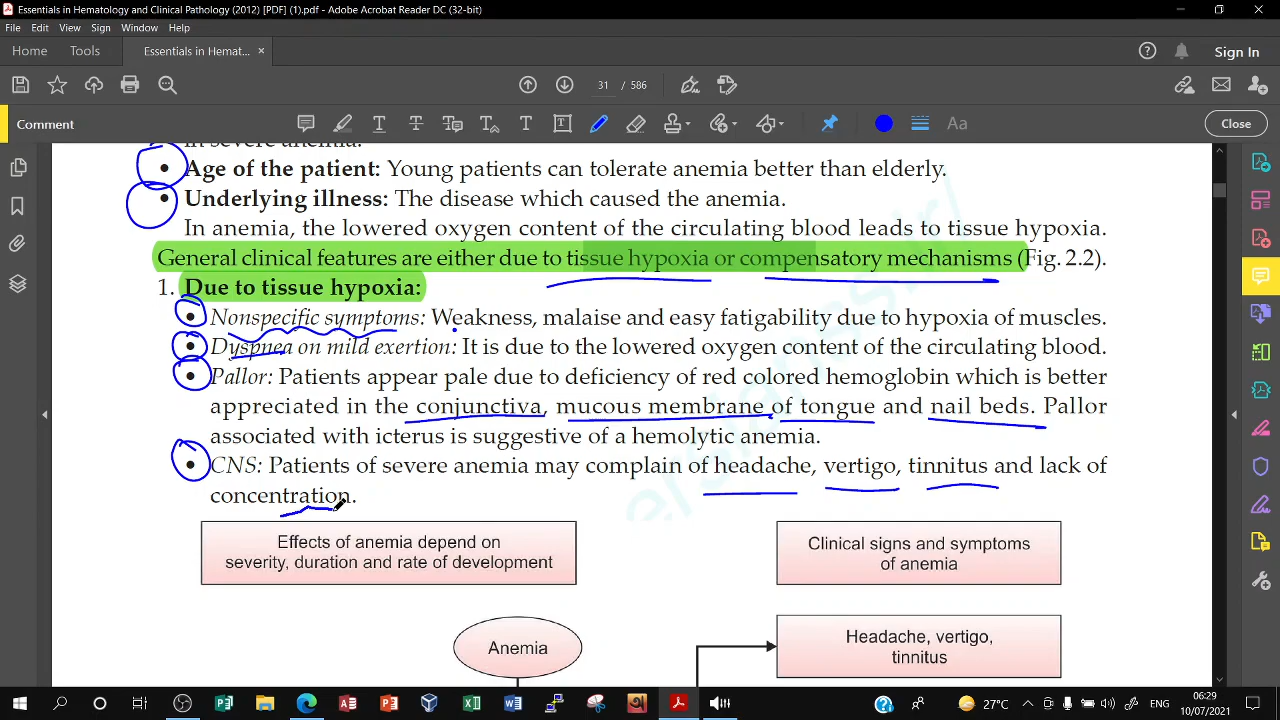 Essentials in Hematology and Clinical Pathology (2012) [PDF] (1).pdf - Adobe Acrobat Reader DC (32-bit)
File Edit View Sign Window Help
Home Tools Essentials in Hemat... × Sign In
31 / 586
Comment Aa Close
in severe anemia.
• Age of the patient: Young patients can tolerate anemia better than elderly.
• Underlying illness: The disease which caused the anemia.
In anemia, the lowered oxygen content of the circulating blood leads to tissue hypoxia.
General clinical features are either due to tissue hypoxia or compensatory mechanisms (Fig. 2.2).
1. Due to tissue hypoxia:
• Nonspecific symptoms: Weakness, malaise and easy fatigability due to hypoxia of muscles.
• Dyspnea on mild exertion: It is due to the lowered oxygen content of the circulating blood.
• Pallor: Patients appear pale due to deficiency of red colored hemoglobin which is better
appreciated in the conjunctiva, mucous membrane of tongue and nail beds. Pallor
associated with icterus is suggestive of a hemolytic anemia.
• CNS: Patients of severe anemia may complain of headache, vertigo, tinnitus and lack of
concentration.
Effects of anemia depend on
severity, duration and rate of development
Clinical signs and symptoms
of anemia
Anemia
Headache, vertigo,
tinnitus
27°C ENG
06:29
10/07/2021